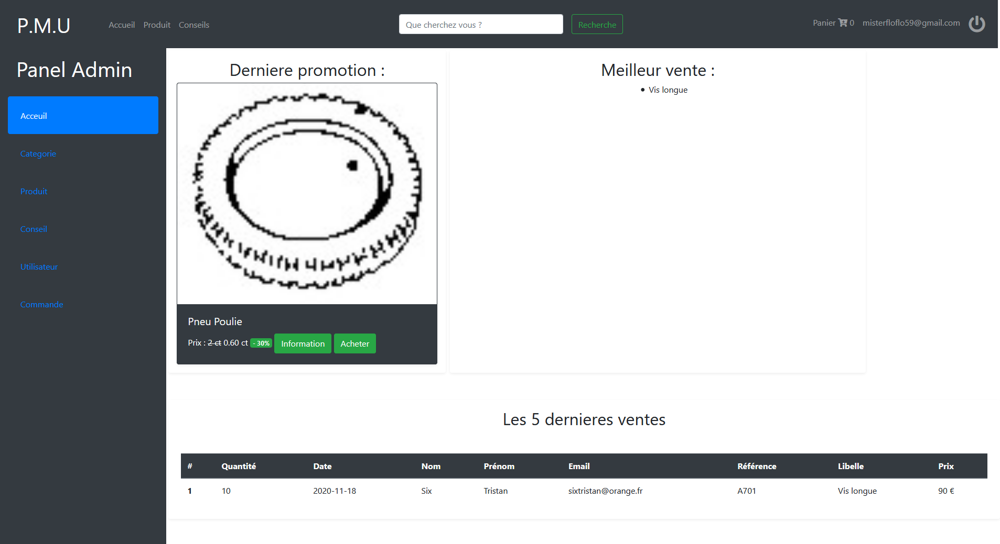 P.M.U
Accueil Produit Conseils
Que cherchez vous ?
Recherche
Panier 0 misterfloflo59@gmail.com
Panel Admin
Acceuil
Categorie
Produit
Conseil
Utilisateur
Commande
Derniere promotion :
Pneu Poulie
Prix : 2 ct 0.60 ct - 30% Information Acheter
Meilleur vente :
• Vis longue
Les 5 dernieres ventes
# Quantité Date Nom Prénom Email Référence Libelle Prix
1 10 2020-11-18 Six Tristan sixtristan@orange.fr A701 Vis longue 90 €